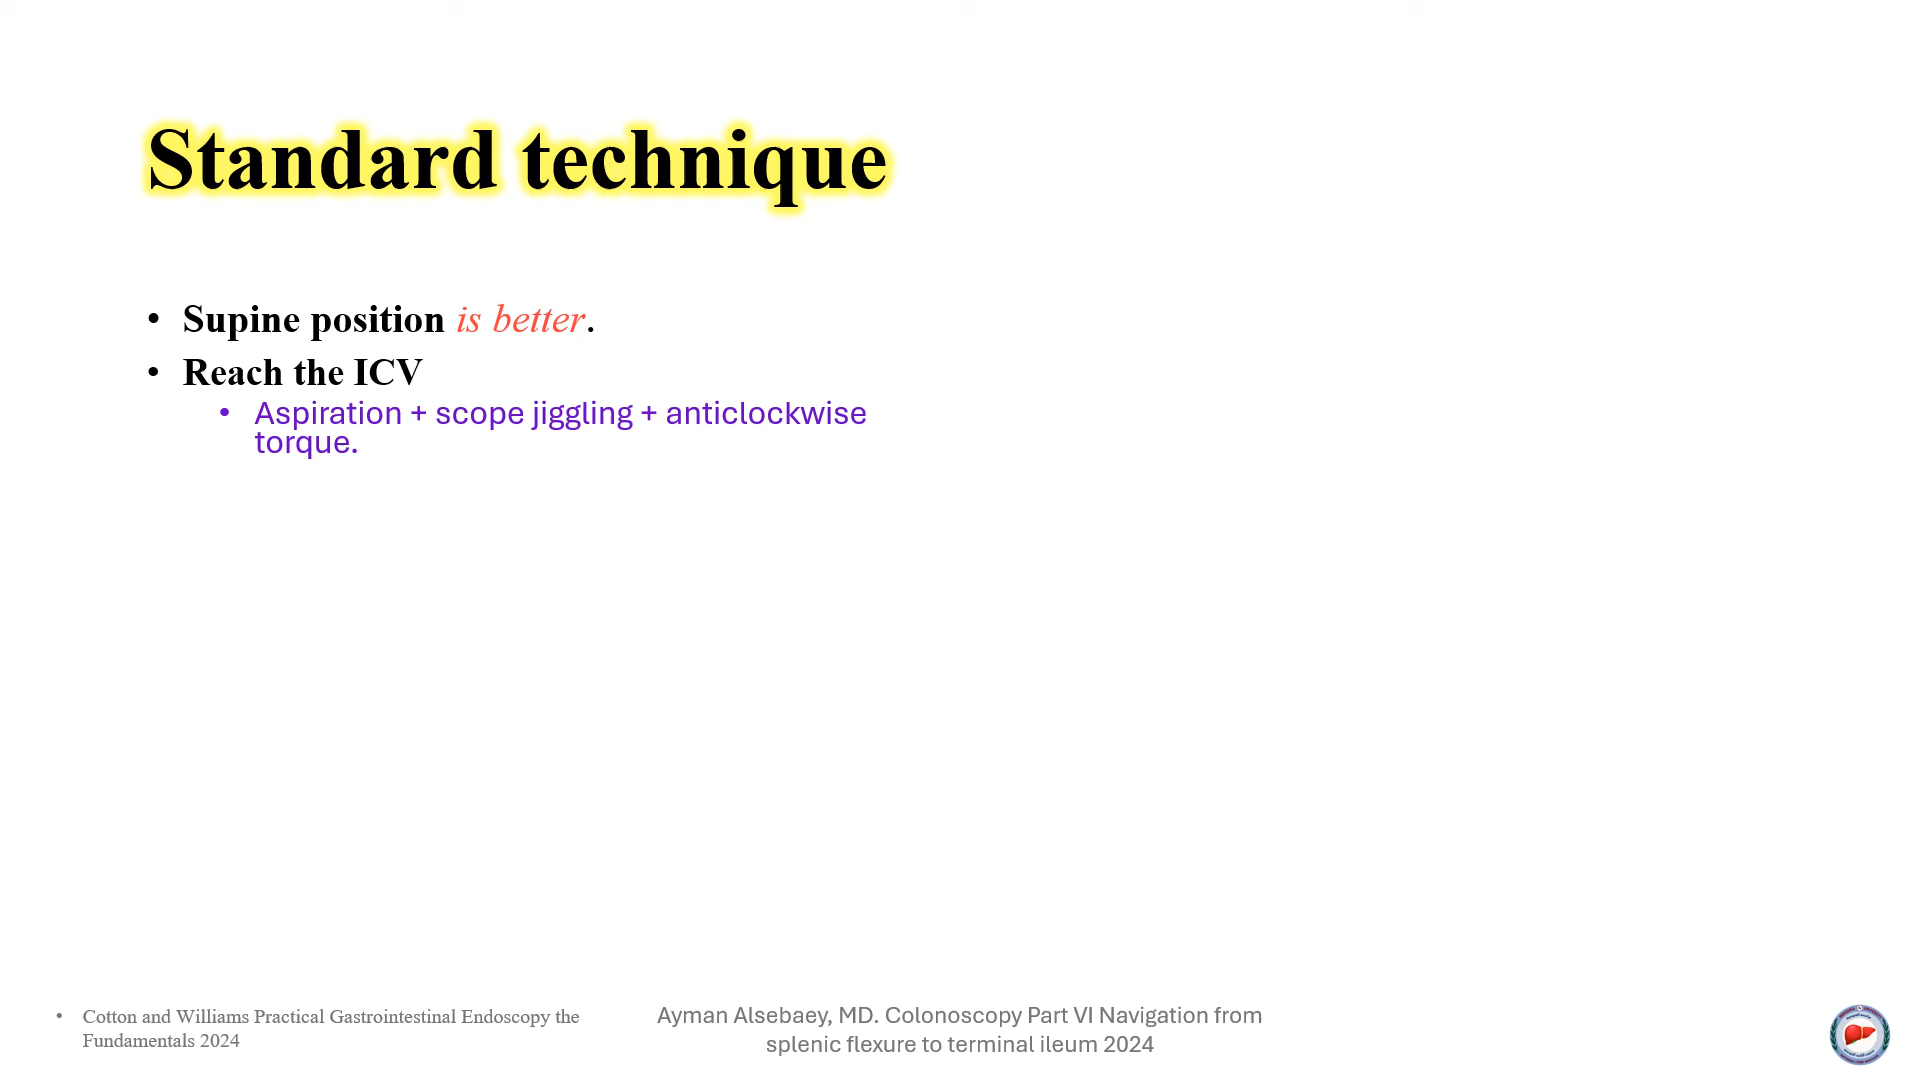 Standard technique
• Supine position is better.
• Reach the ICV
• Aspiration + scope jiggling + anticlockwise
torque.
• Cotton and Williams Practical Gastrointestinal Endoscopy the
Fundamentals 2024
Ayman Alsebaey, MD. Colonoscopy Part VI Navigation from
splenic flexure to terminal ileum 2024